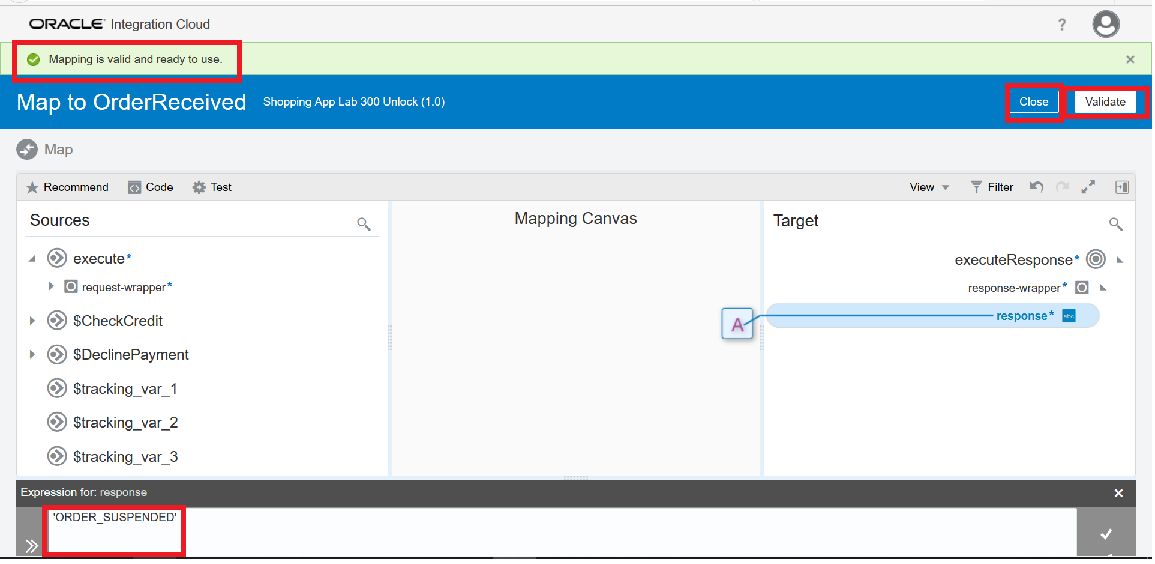 ORACLE Integration Cloud ?
Mapping is valid and ready to use. ×
Map to OrderReceived Shopping App Lab 300 Unlock (1.0) Close Validate
Map
Recommend Code Test View Filter
Sources Mapping Canvas Target
execute* executeResponse*
request-wrapper* response-wrapper*
A response* abc
$CheckCredit
$DeclinePayment
$tracking_var_1
$tracking_var_2
$tracking_var_3
Expression for: response ×
'ORDER_SUSPENDED'